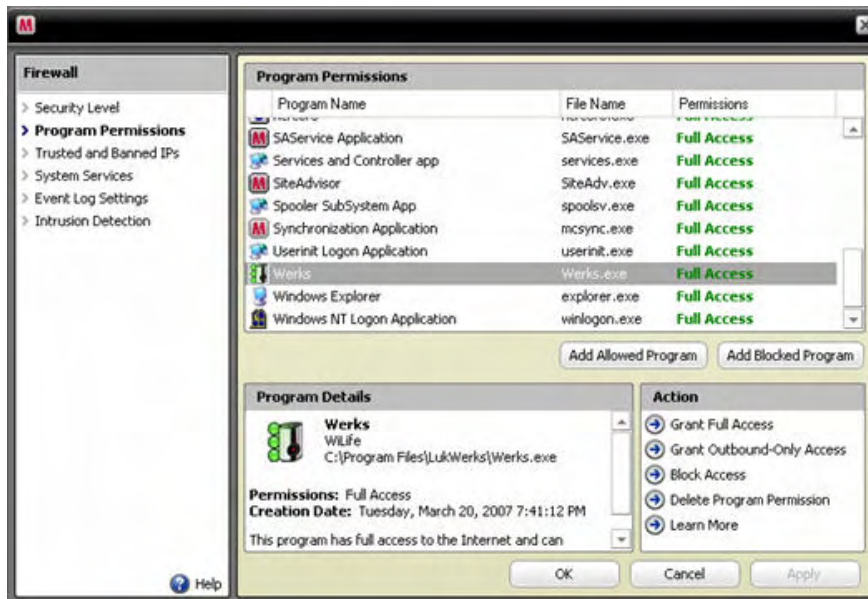 Firewall
Security Level
Program Permissions
Trusted and Banned IPs
System Services
Event Log Settings
Intrusion Detection
Help
Program Permissions
Program Name File Name Permissions
SAService Application SAService.exe Full Access
Services and Controller app services.exe Full Access
SiteAdvisor SiteAdv.exe Full Access
Spooler SubSystem App spoolsv.exe Full Access
Synchronization Application mcsync.exe Full Access
Userinit Logon Application userinit.exe Full Access
Werks Werks.exe Full Access
Windows Explorer explorer.exe Full Access
Windows NT Logon Application winlogon.exe Full Access
Add Allowed Program Add Blocked Program
Program Details
Werks
WiLife
C:\Program Files\LukWerks\Werks.exe
Permissions: Full Access
Creation Date: Tuesday, March 20, 2007 7:41:12 PM
This program has full access to the Internet and can
Action
Grant Full Access
Grant Outbound-Only Access
Block Access
Delete Program Permission
Learn More
OK Cancel Apply